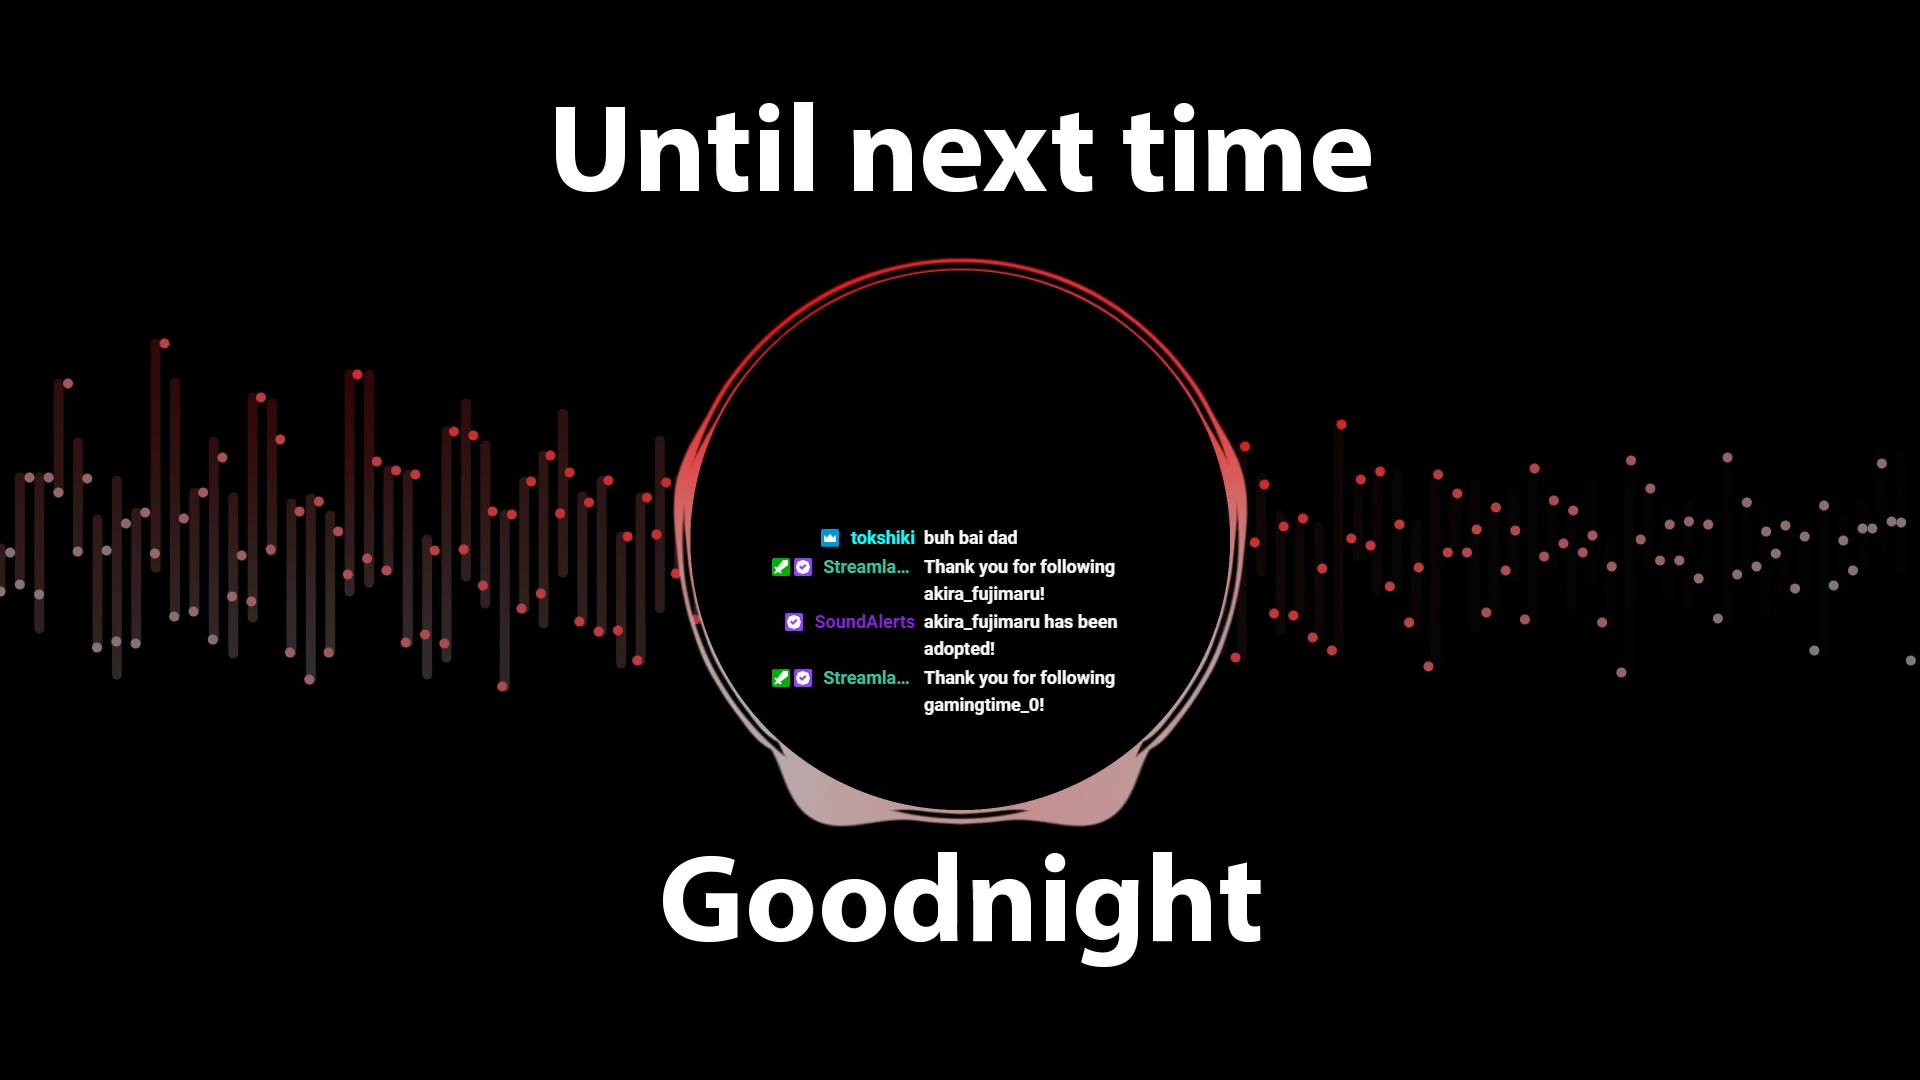 Until next time
tokshiki buh bai dad
Streamla... Thank you for following
akira_fujimaru!
SoundAlerts akira_fujimaru has been
adopted!
Streamla... Thank you for following
gamingtime_0!
Goodnight